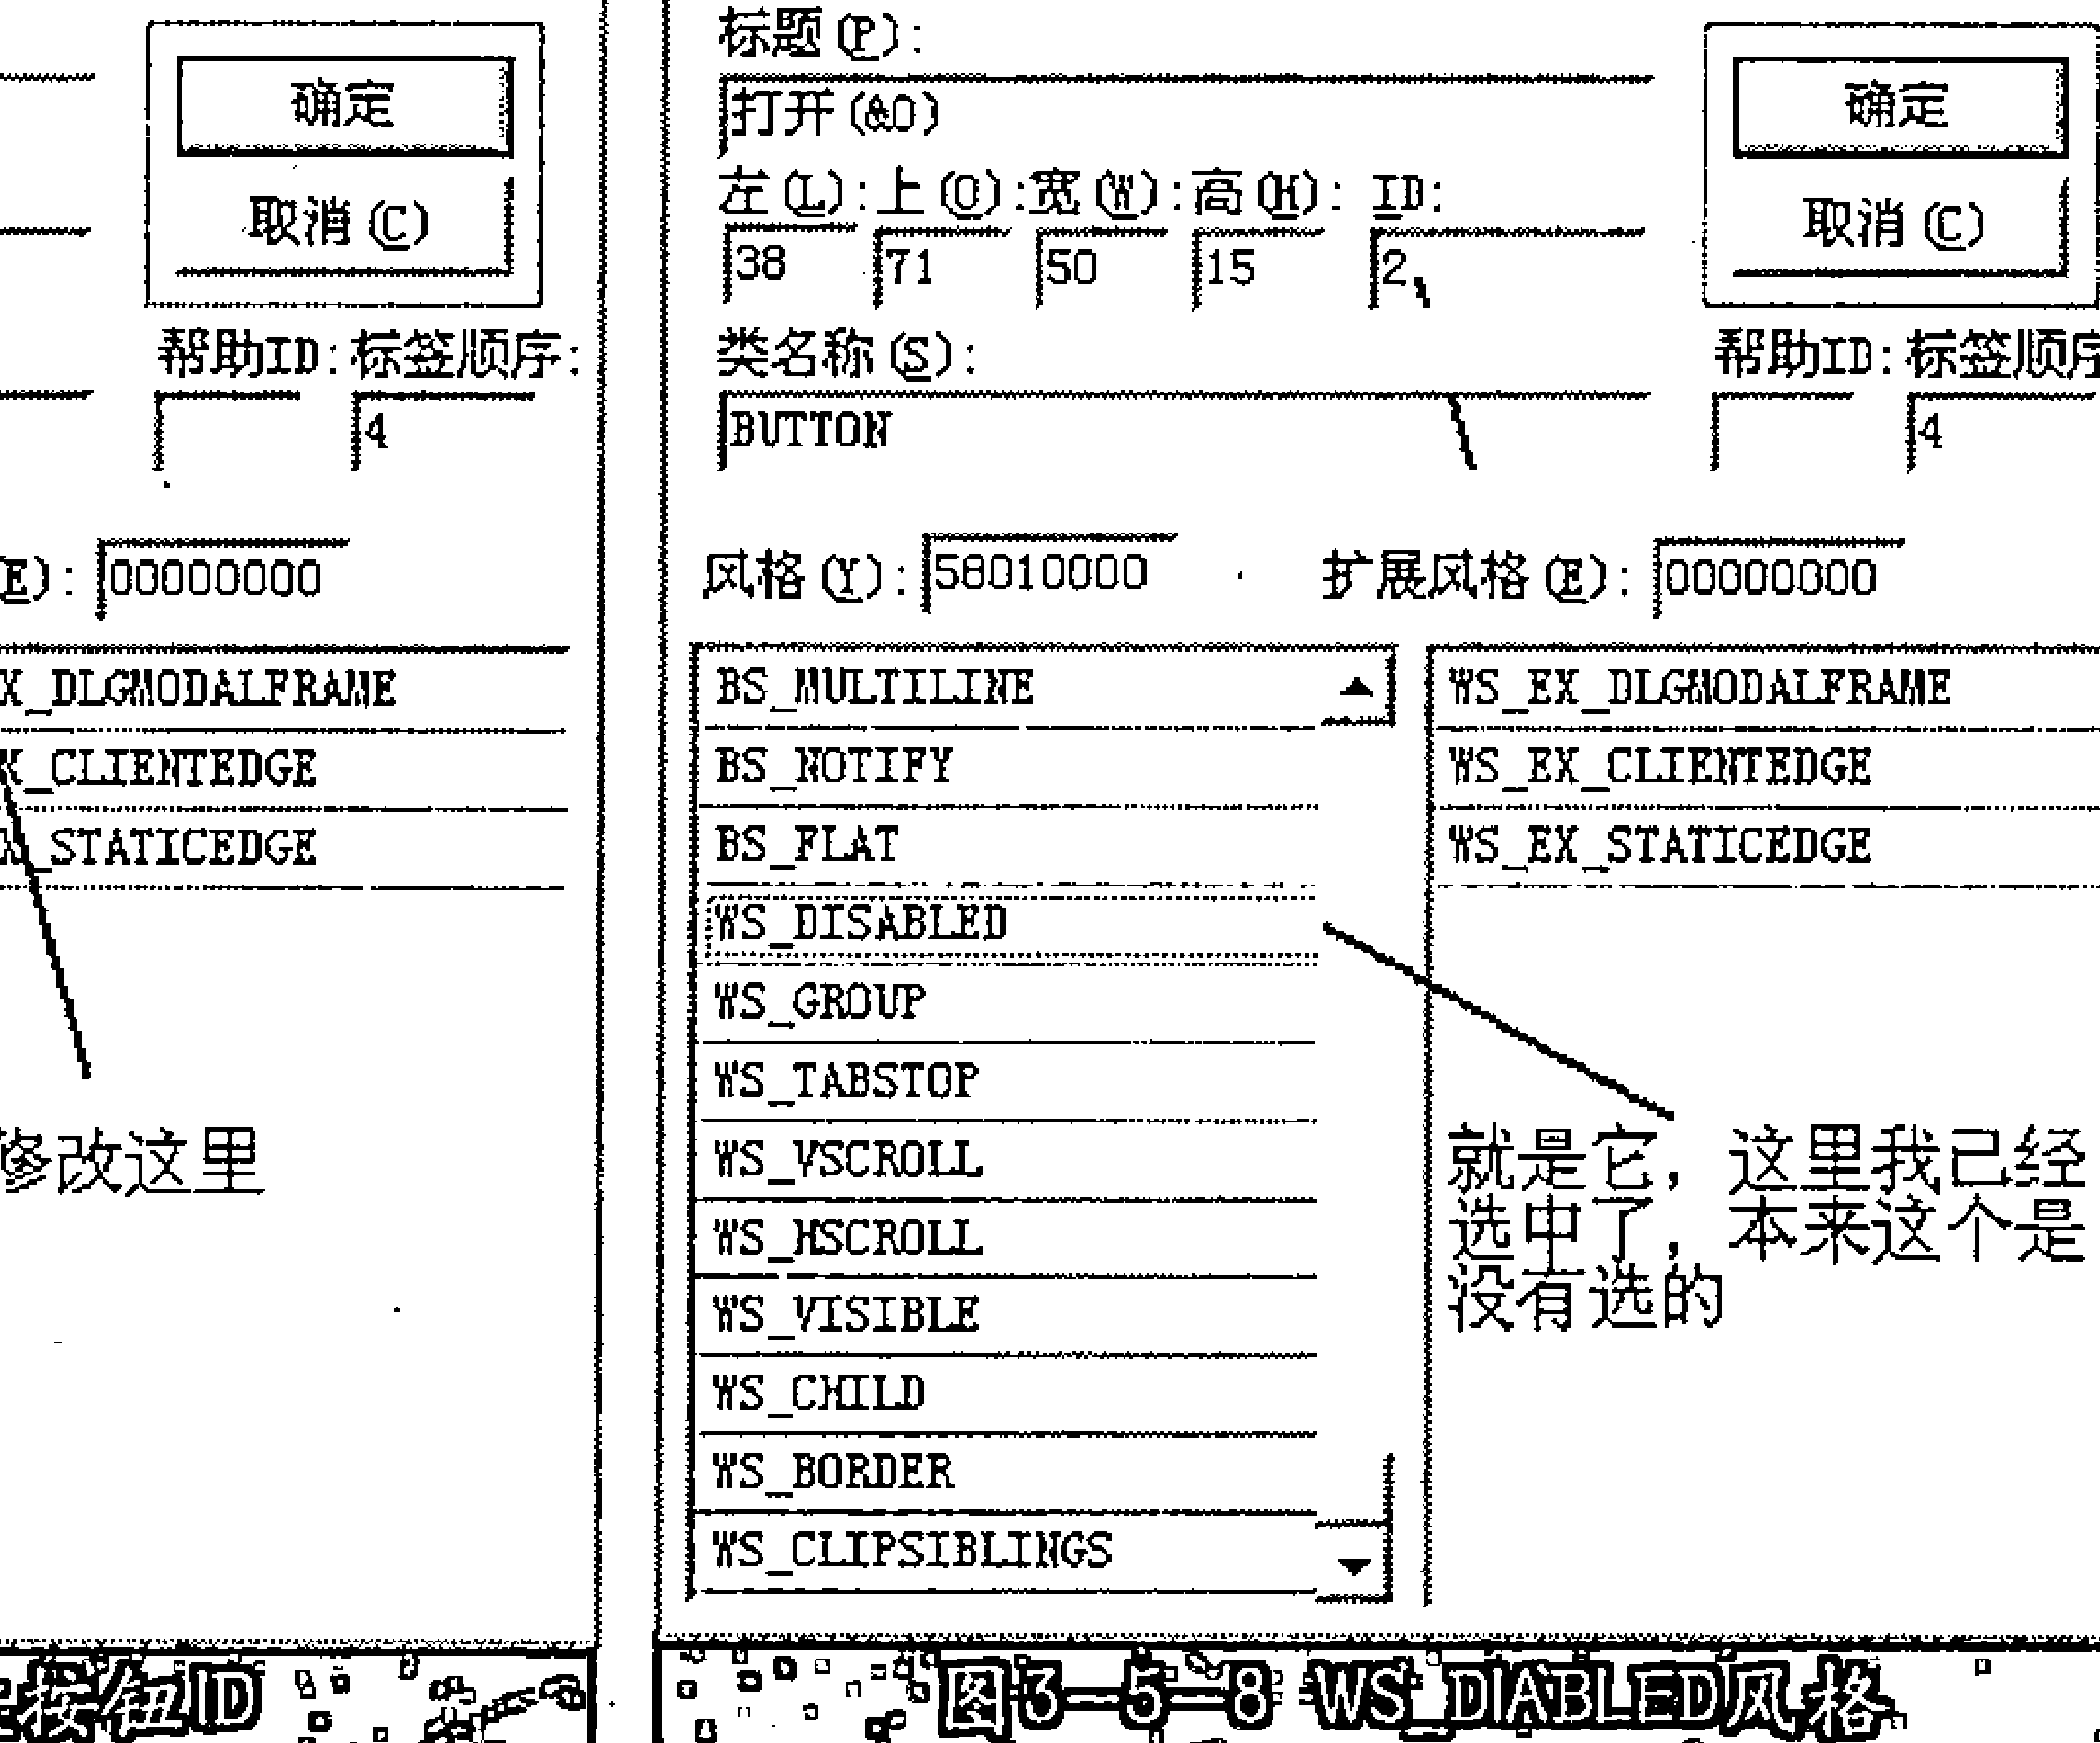 确定
取消(C)
帮助ID: 标签顺序:
4
(E): 00000000
X_DLGMODALFRAME
X_CLIENTEDGE
X_STATICEDGE
修改这里
按钮ID
标题(P):
打开(&O)
左(L): 上(O): 宽(W): 高(H): ID:
38 71 50 15 2
类名称(S):
BUTTON
确定
取消(C)
帮助ID: 标签顺序
4
风格(Y): 58010000 扩展风格(E): 00000000
BS_MULTILINE
BS_NOTIFY
BS_FLAT
WS_DISABLED
WS_GROUP
WS_TABSTOP
WS_VSCROLL
WS_HSCROLL
WS_VISIBLE
WS_CHILD
WS_BORDER
WS_CLIPSIBLINGS
WS_EX_DLGMODALFRAME
WS_EX_CLIENTEDGE
WS_EX_STATICEDGE
就是它，这里我已经
选中了，本来这个是
没有选的
图3-5-8 WS_DIABLED风格